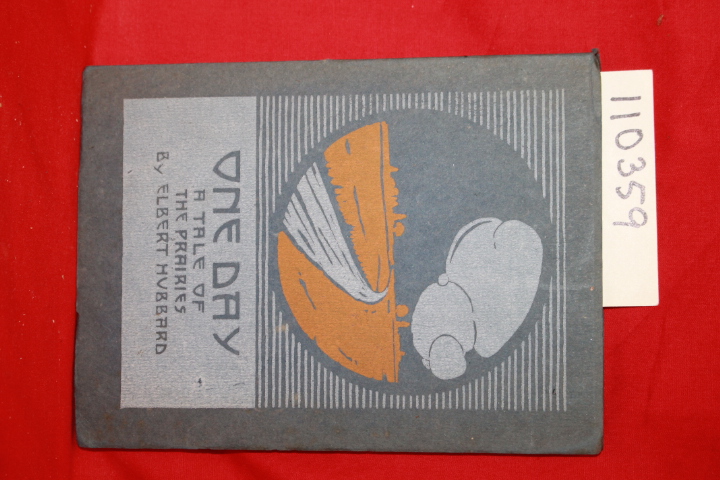 ONE DAY
A TALE OF
THE PRAIRIES
By ELBERT HUBBARD
110359